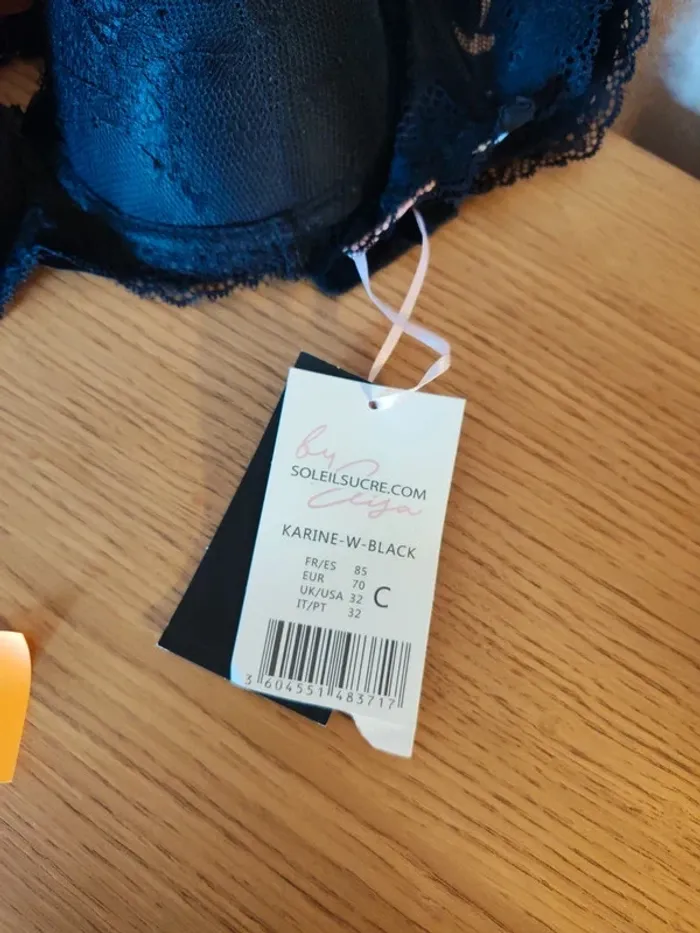 by
SOLEILSUCRE.COM
Elisa
KARINE-W-BLACK
FR/ES 85
EUR 70
UK/USA 32 C
IT/PT 32
3 604551 483717